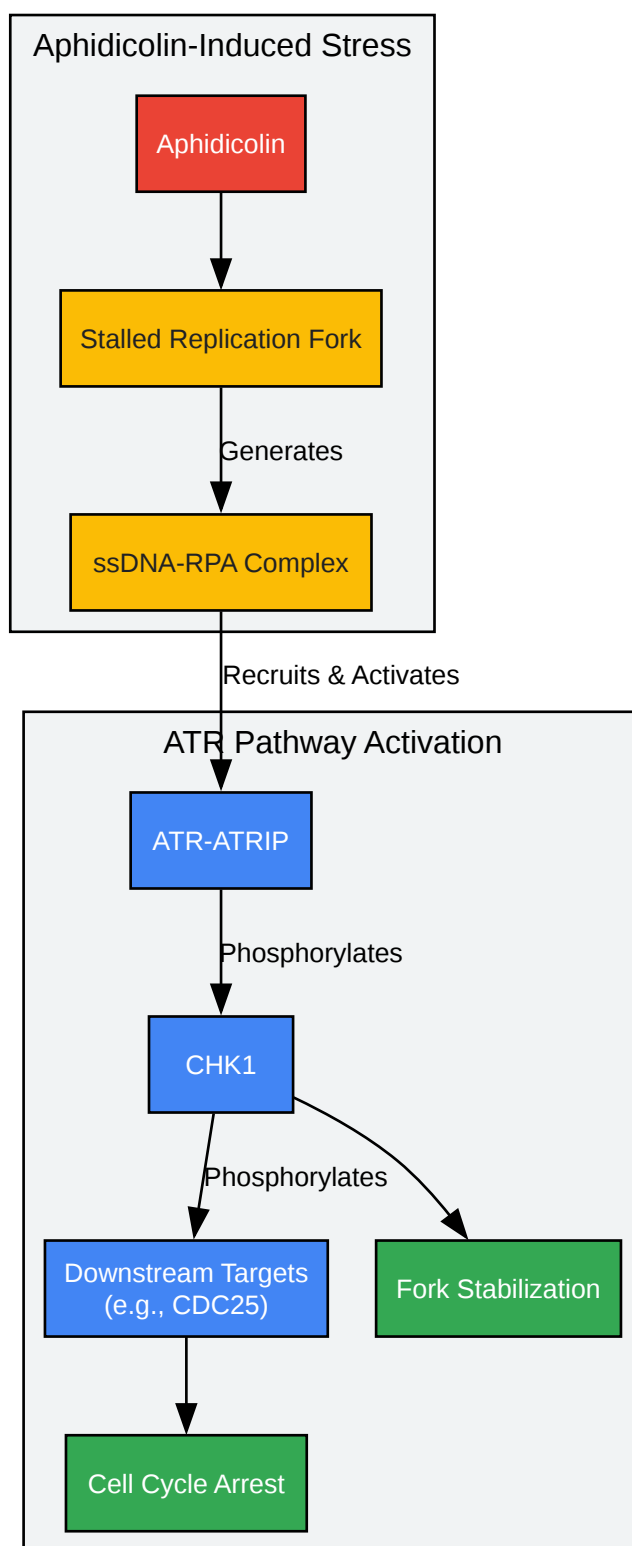 Aphidicolin-Induced Stress
Aphidicolin
Stalled Replication Fork
Generates
ssDNA-RPA Complex
Recruits & Activates
ATR Pathway Activation
ATR-ATRIP
Phosphorylates
CHK1
Phosphorylates
Downstream Targets
(e.g., CDC25)
Fork Stabilization
Cell Cycle Arrest